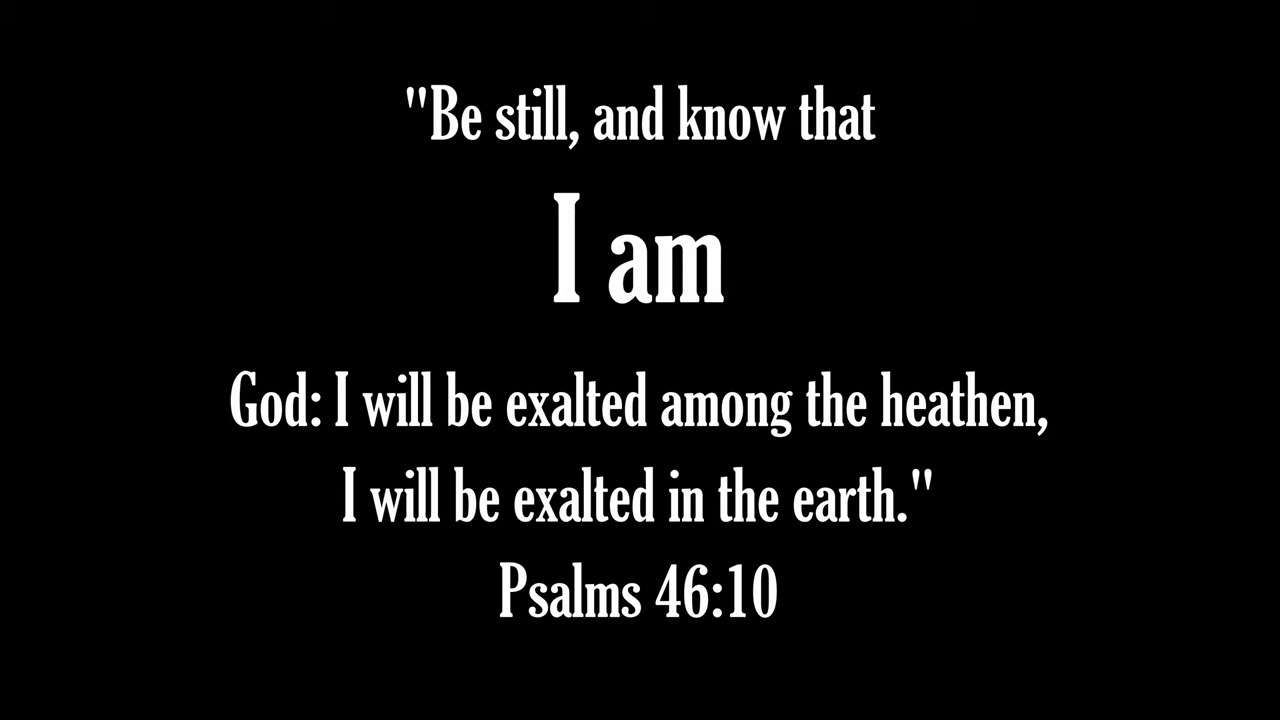 "Be still, and know that
I am
God: I will be exalted among the heathen,
I will be exalted in the earth."
Psalms 46:10